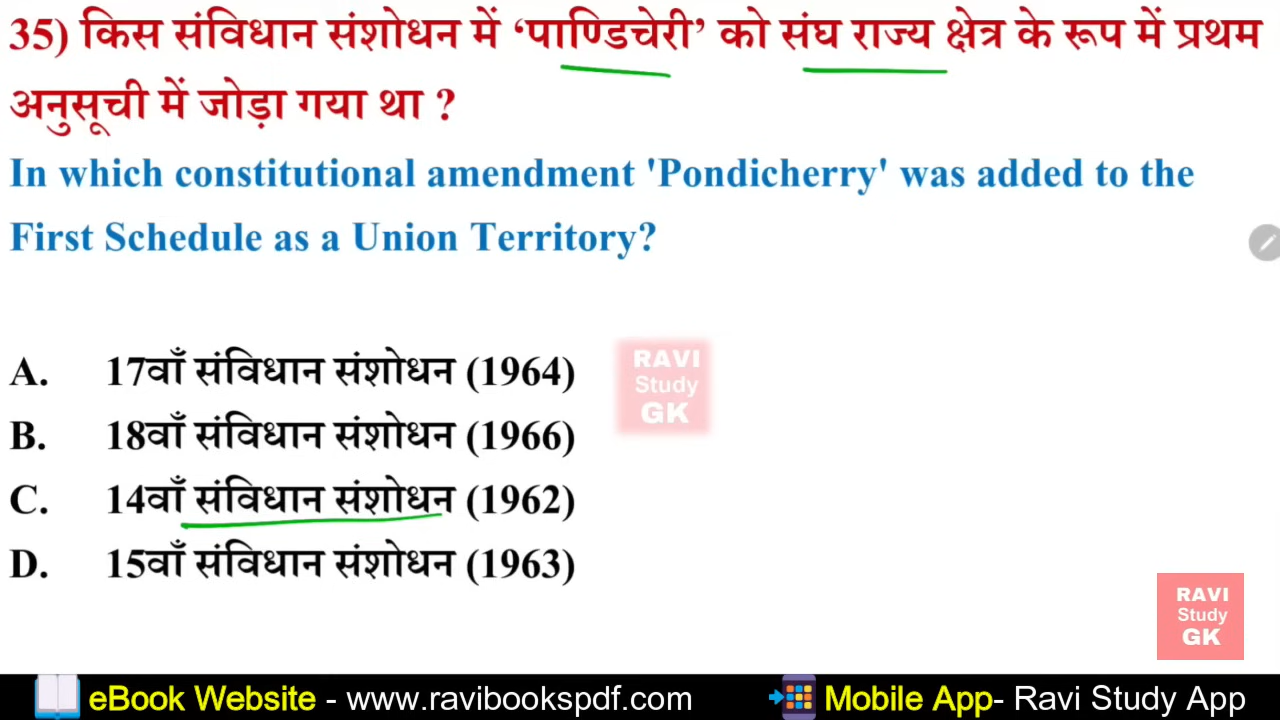 35) किस संविधान संशोधन में ‘पाण्डिचेरी’ को संघ राज्य क्षेत्र के रूप में प्रथम
अनुसूची में जोड़ा गया था ?
In which constitutional amendment 'Pondicherry' was added to the
First Schedule as a Union Territory?
A. 17वाँ संविधान संशोधन (1964)
B. 18वाँ संविधान संशोधन (1966)
C. 14वाँ संविधान संशोधन (1962)
D. 15वाँ संविधान संशोधन (1963)
RAVI
Study
GK
RAVI
Study
GK
eBook Website - www.ravibookspdf.com
Mobile App- Ravi Study App